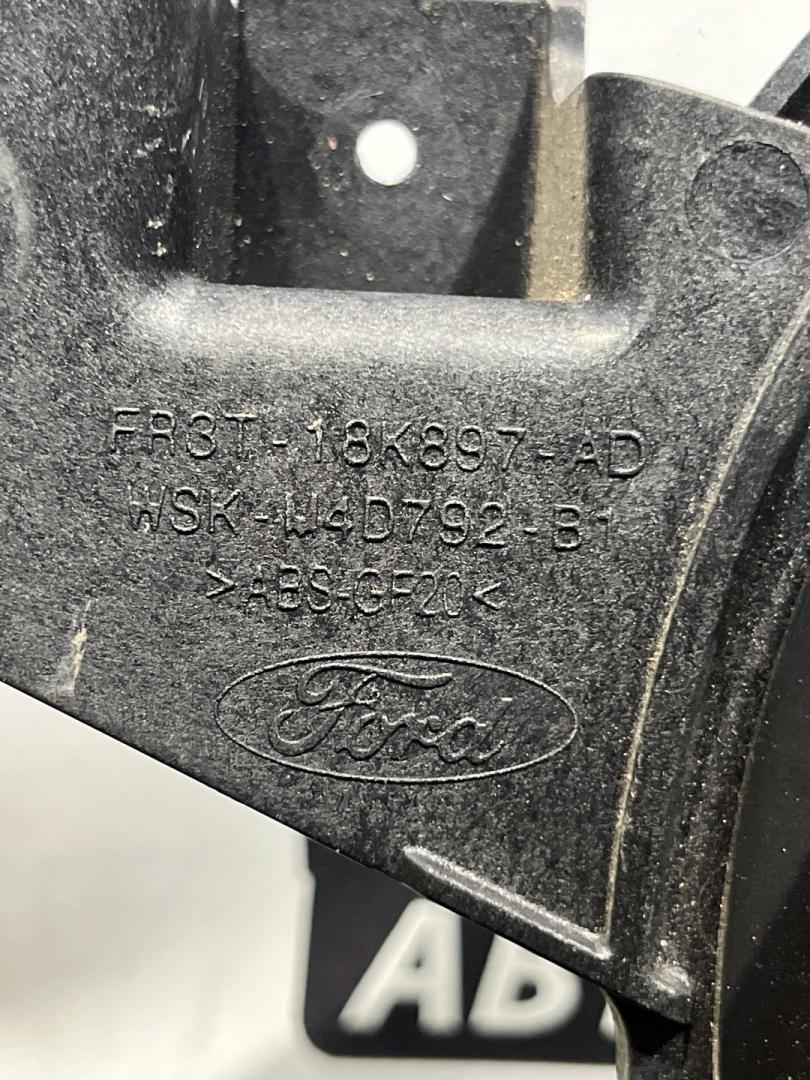 FR3T-18K897-AD
WSK-M4D792-B1
>ABS-GF20<
Ford